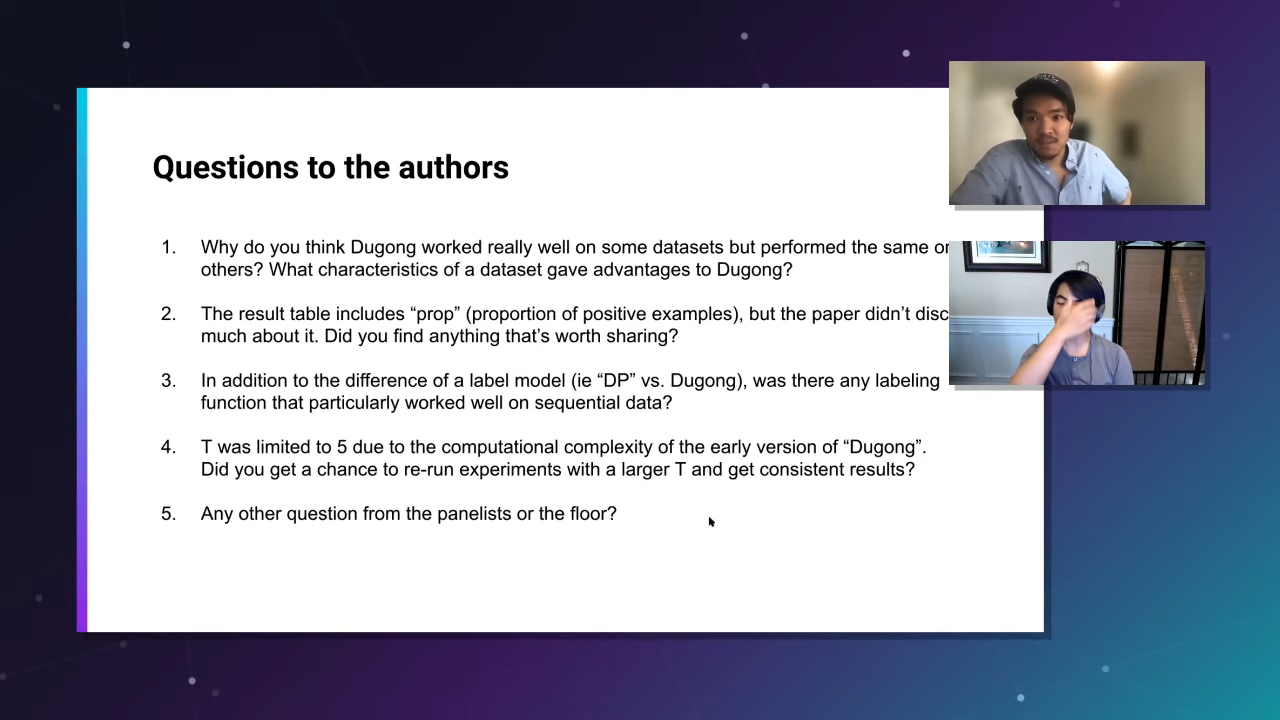 Questions to the authors
1. Why do you think Dugong worked really well on some datasets but performed the same
others? What characteristics of a dataset gave advantages to Dugong?
2. The result table includes “prop” (proportion of positive examples), but the paper didn’t disc
much about it. Did you find anything that’s worth sharing?
3. In addition to the difference of a label model (ie “DP” vs. Dugong), was there any labeling
function that particularly worked well on sequential data?
4. T was limited to 5 due to the computational complexity of the early version of “Dugong”.
Did you get a chance to re-run experiments with a larger T and get consistent results?
5. Any other question from the panelists or the floor?